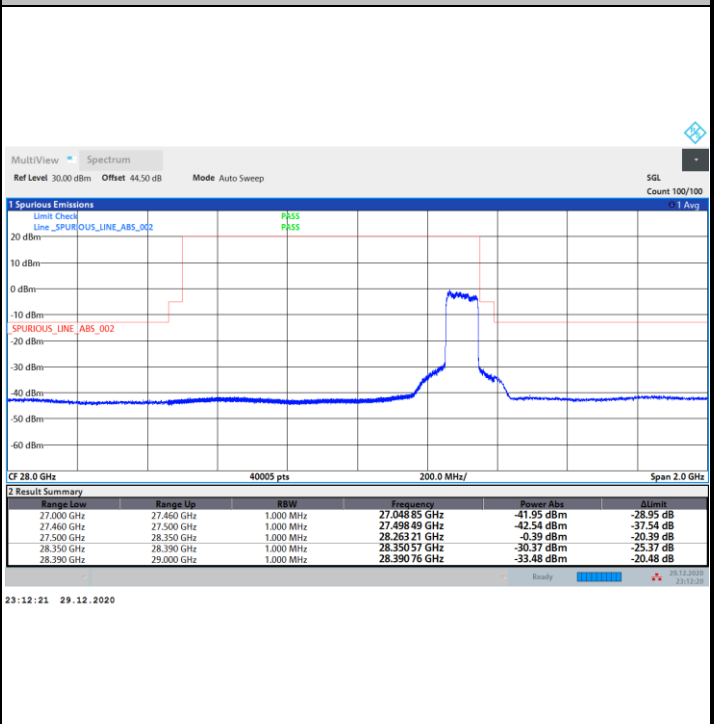 MultiView Spectrum
Ref Level 30.00 dBm Offset 44.50 dB Mode Auto Sweep SGL
Count 100/100
1 Spurious Emissions 1 Avg
Limit Check PASS
Line _SPURIOUS_LINE_ABS_002 PASS
20 dBm
10 dBm
0 dBm
-10 dBm
_SPURIOUS_LINE_ABS_002
-20 dBm
-30 dBm
-40 dBm
-50 dBm
-60 dBm
CF 28.0 GHz 40005 pts 200.0 MHz/ Span 2.0 GHz
2 Result Summary
Range Low Range Up RBW Frequency Power Abs ΔLimit
27.000 GHz 27.460 GHz 1.000 MHz 27.048 85 GHz -41.95 dBm -28.95 dB
27.460 GHz 27.500 GHz 1.000 MHz 27.498 49 GHz -42.54 dBm -37.54 dB
27.500 GHz 28.350 GHz 1.000 MHz 28.263 21 GHz -0.39 dBm -20.39 dB
28.350 GHz 28.390 GHz 1.000 MHz 28.350 57 GHz -30.37 dBm -25.37 dB
28.390 GHz 29.000 GHz 1.000 MHz 28.390 76 GHz -33.48 dBm -20.48 dB
Ready 29.12.2020
23:12:20
23:12:21 29.12.2020